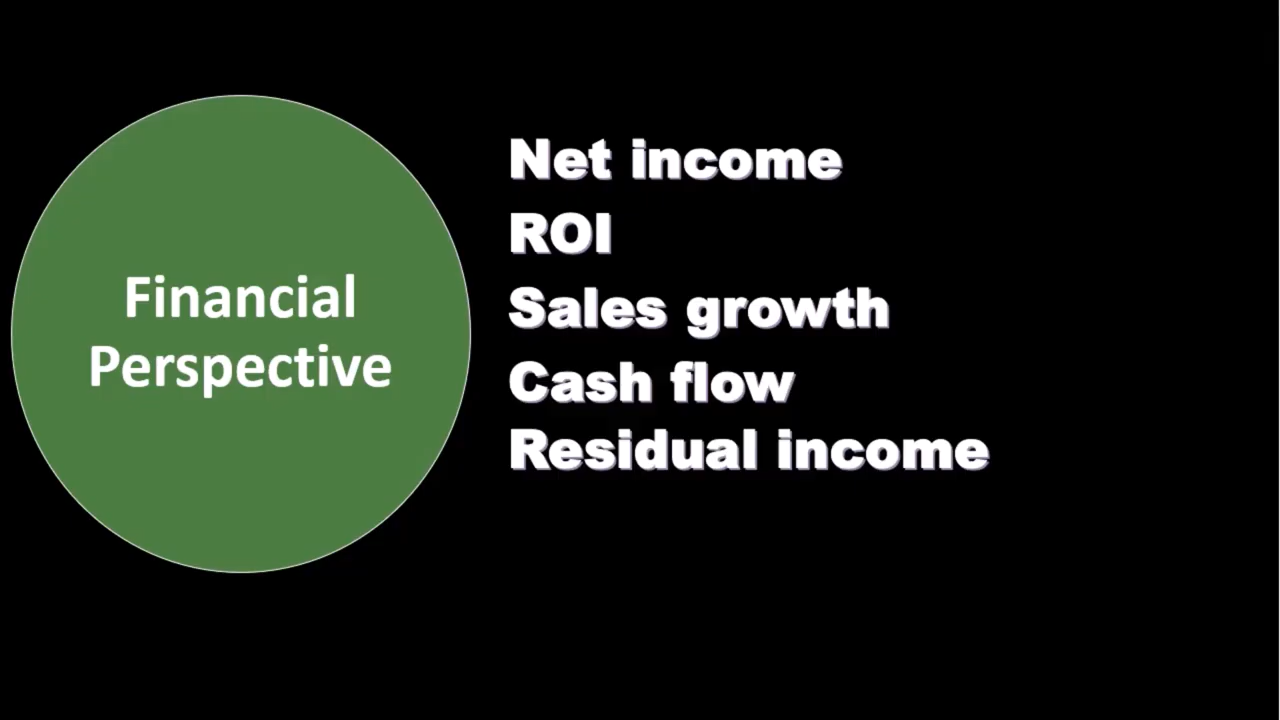 Financial
Perspective
Net income
ROI
Sales growth
Cash flow
Residual income